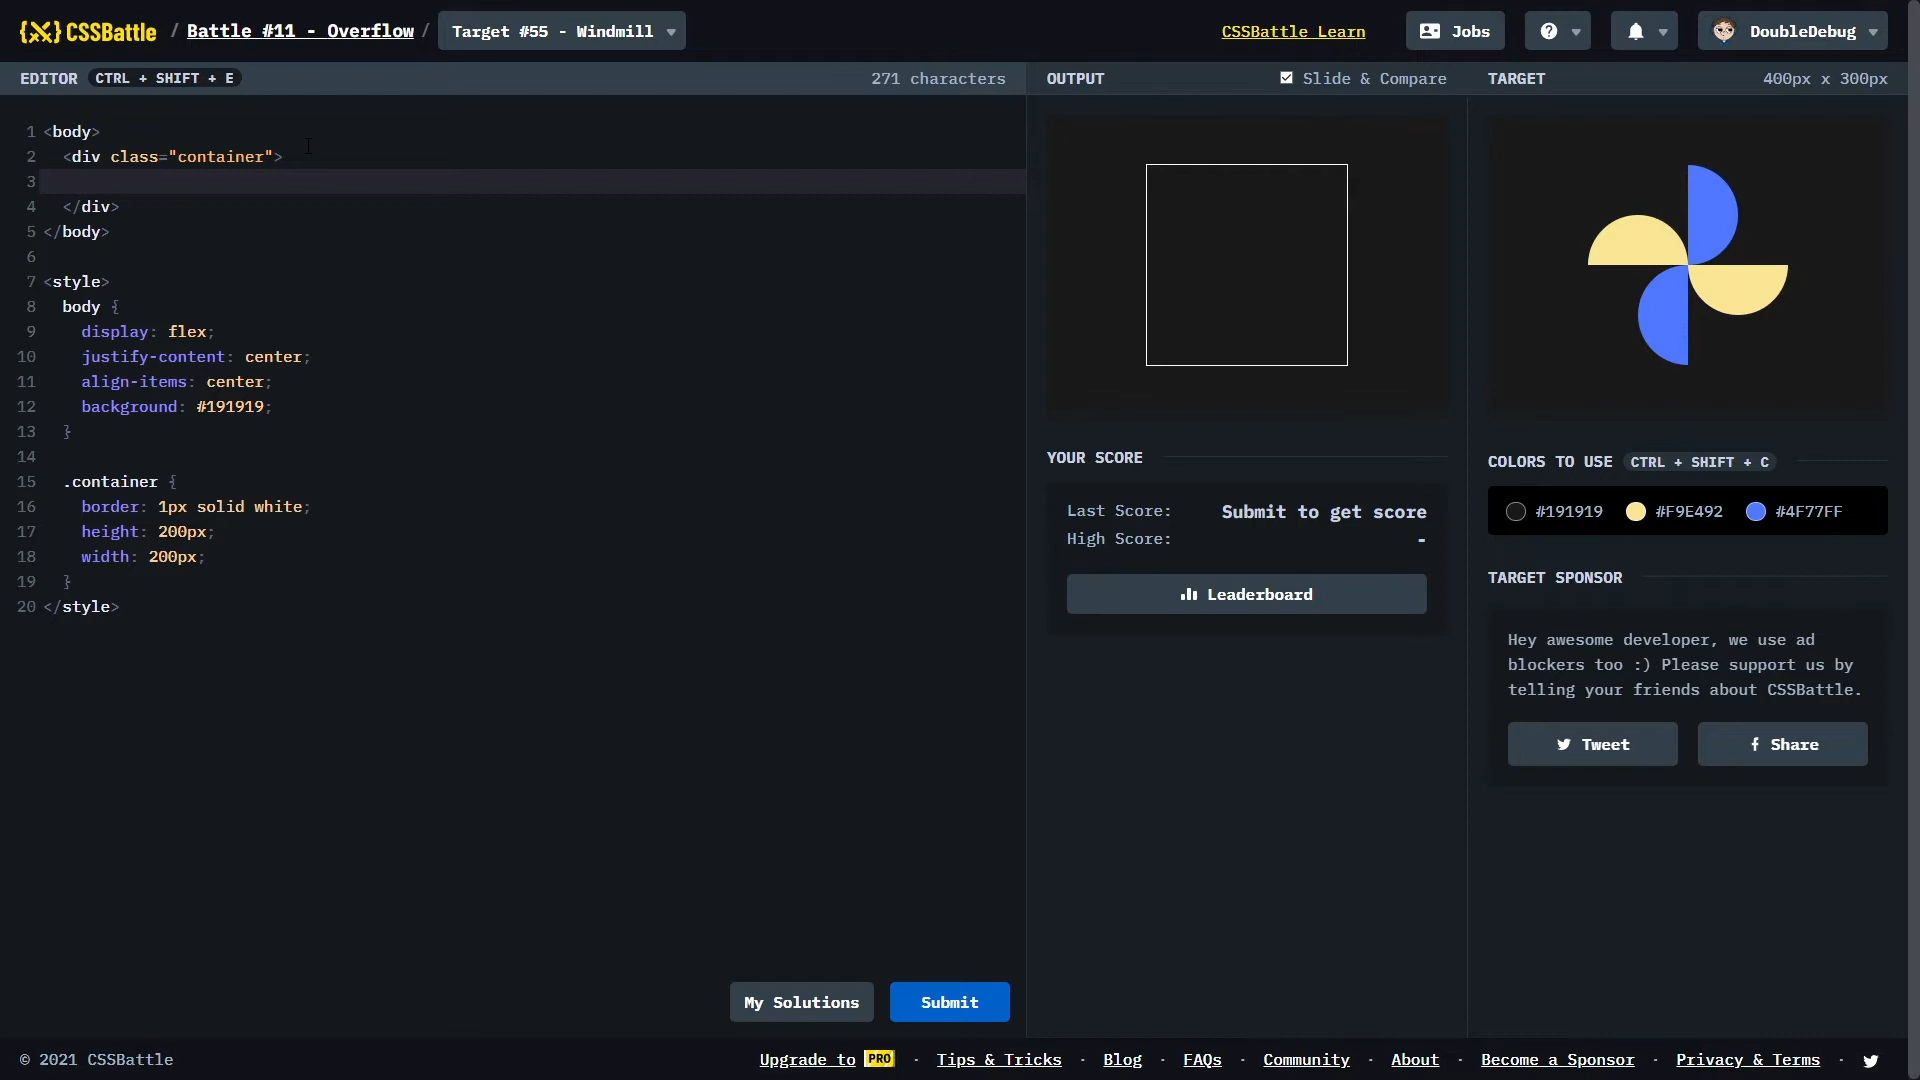 {X} CSSBattle / Battle #11 - Overflow / Target #55 - Windmill
CSSBattle Learn Jobs ? DoubleDebug
EDITOR CTRL + SHIFT + E 271 characters
OUTPUT Slide & Compare
TARGET 400px x 300px
1 <body>
2 <div class="container">
3
4 </div>
5 </body>
6
7 <style>
8 body {
9 display: flex;
10 justify-content: center;
11 align-items: center;
12 background: #191919;
13 }
14
15 .container {
16 border: 1px solid white;
17 height: 200px;
18 width: 200px;
19 }
20 </style>
My Solutions Submit
YOUR SCORE
Last Score: Submit to get score
High Score: -
Leaderboard
COLORS TO USE CTRL + SHIFT + C
#191919 #F9E492 #4F77FF
TARGET SPONSOR
Hey awesome developer, we use ad
blockers too :) Please support us by
telling your friends about CSSBattle.
Tweet Share
© 2021 CSSBattle
Upgrade to PRO · Tips & Tricks · Blog · FAQs · Community · About · Become a Sponsor · Privacy & Terms ·